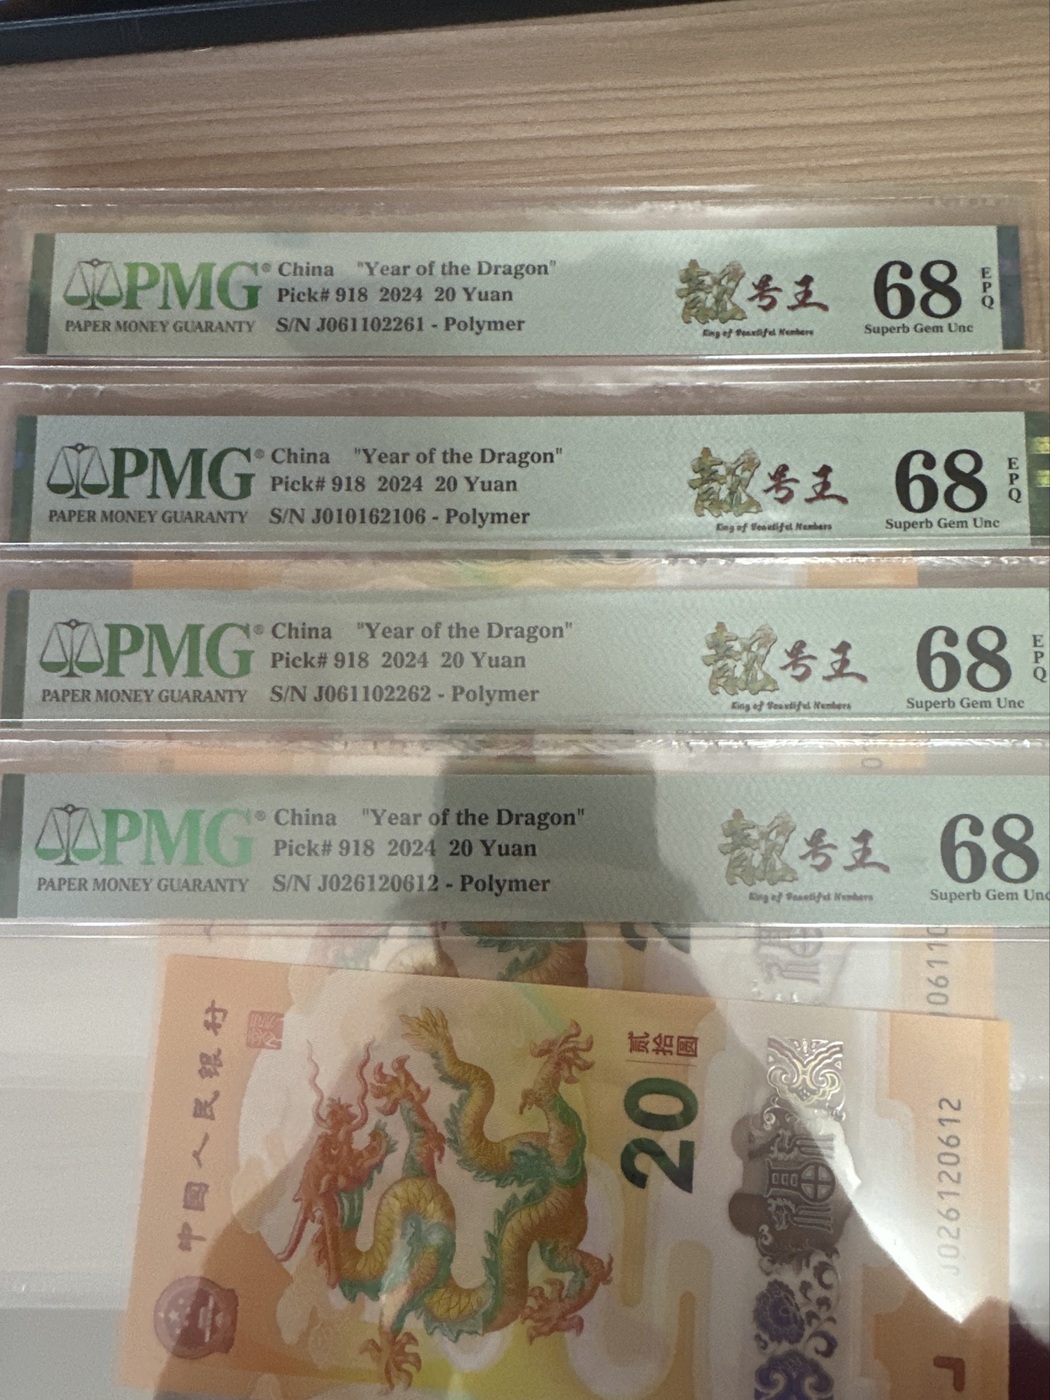 PMG® China "Year of the Dragon"
Pick# 918 2024 20 Yuan
PAPER MONEY GUARANTY S/N J061102261 - Polymer
靓号王
King of Beautiful Numbers
68 EPQ
Superb Gem Unc
PMG® China "Year of the Dragon"
Pick# 918 2024 20 Yuan
PAPER MONEY GUARANTY S/N J010162106 - Polymer
靓号王
King of Beautiful Numbers
68 EPQ
Superb Gem Unc
PMG® China "Year of the Dragon"
Pick# 918 2024 20 Yuan
PAPER MONEY GUARANTY S/N J061102262 - Polymer
靓号王
King of Beautiful Numbers
68 EPQ
Superb Gem Unc
PMG® China "Year of the Dragon"
Pick# 918 2024 20 Yuan
PAPER MONEY GUARANTY S/N J026120612 - Polymer
靓号王
King of Beautiful Numbers
68
Superb Gem Unc
中國人民銀行
贰拾圆
20
福
J026120612